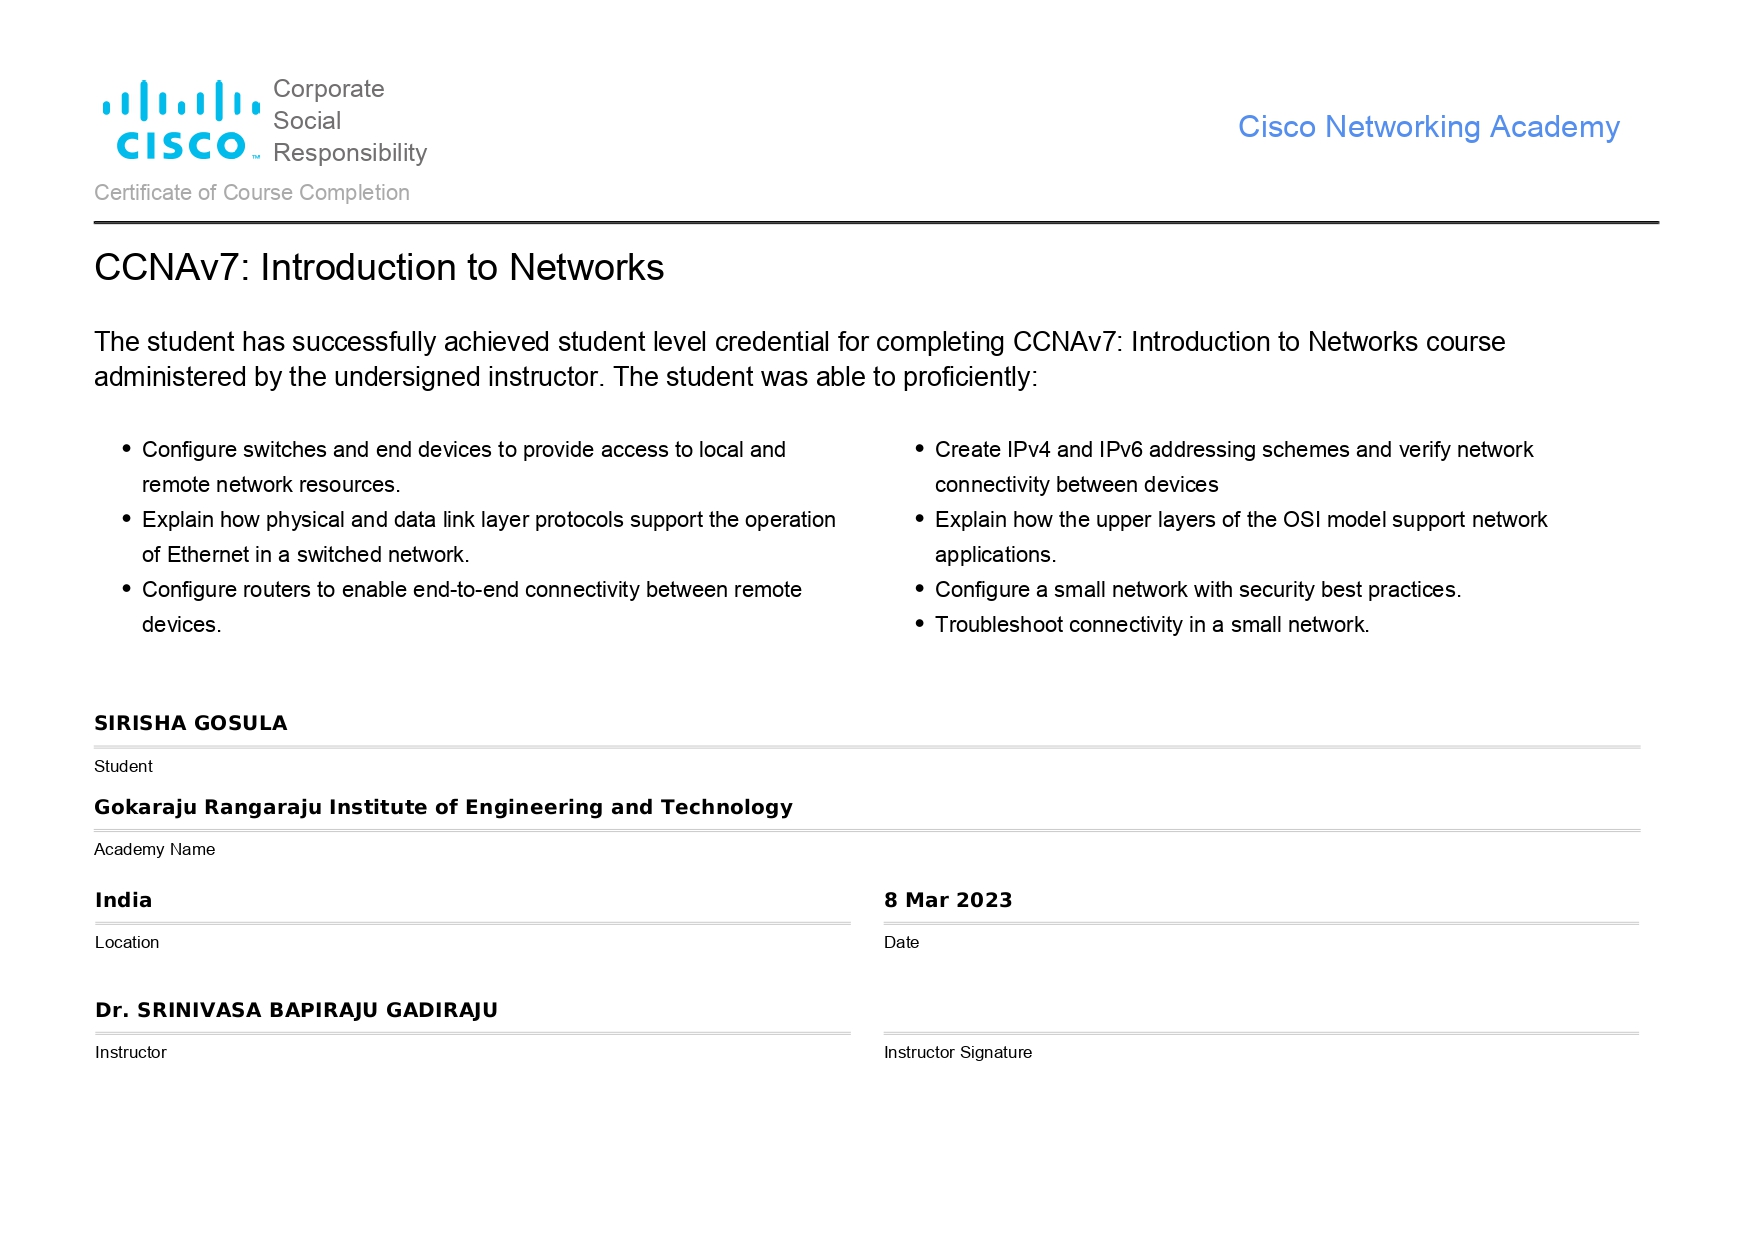 Corporate
Social
Responsibility
CISCO™
Cisco Networking Academy
Certificate of Course Completion
CCNAv7: Introduction to Networks
The student has successfully achieved student level credential for completing CCNAv7: Introduction to Networks course
administered by the undersigned instructor. The student was able to proficiently:
• Configure switches and end devices to provide access to local and
remote network resources.
• Explain how physical and data link layer protocols support the operation
of Ethernet in a switched network.
• Configure routers to enable end-to-end connectivity between remote
devices.
• Create IPv4 and IPv6 addressing schemes and verify network
connectivity between devices
• Explain how the upper layers of the OSI model support network
applications.
• Configure a small network with security best practices.
• Troubleshoot connectivity in a small network.
SIRISHA GOSULA
Student
Gokaraju Rangaraju Institute of Engineering and Technology
Academy Name
India
Location
8 Mar 2023
Date
Dr. SRINIVASA BAPIRAJU GADIRAJU
Instructor
Instructor Signature